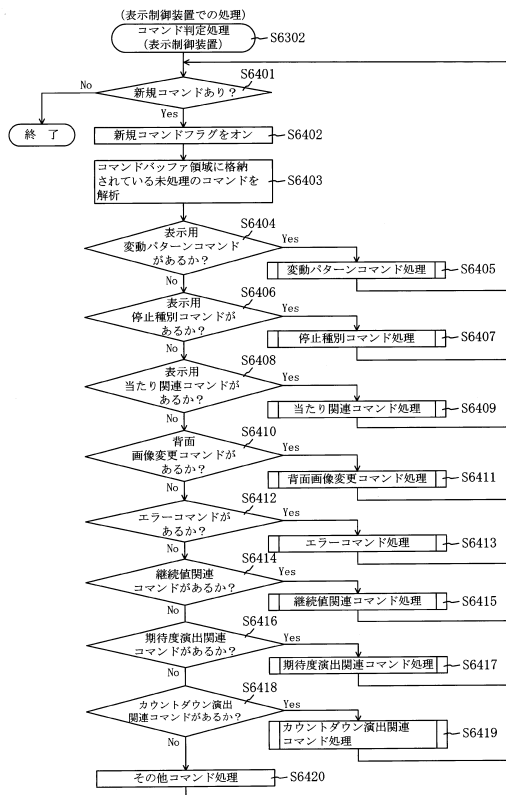 (表示制御装置での処理)
コマンド判定処理
(表示制御装置)
S6302
S6401
新規コマンドあり?
No
Yes
終 了
新規コマンドフラグをオン
S6402
コマンドバッファ領域に格納
されている未処理のコマンドを
解析
S6403
S6404
表示用
変動パターンコマンド
があるか?
Yes
No
変動パターンコマンド処理
S6405
S6406
表示用
停止種別コマンドが
あるか?
Yes
No
停止種別コマンド処理
S6407
S6408
表示用
当たり関連コマンドが
あるか?
Yes
No
当たり関連コマンド処理
S6409
S6410
背面
画像変更コマンドが
あるか?
Yes
No
背面画像変更コマンド処理
S6411
S6412
エラーコマンドが
あるか?
Yes
No
エラーコマンド処理
S6413
S6414
継続値関連
コマンドがあるか?
Yes
No
継続値関連コマンド処理
S6415
S6416
期待度演出関連
コマンドがあるか?
Yes
No
期待度演出関連コマンド処理
S6417
S6418
カウントダウン演出
関連コマンドがあるか?
Yes
No
カウントダウン演出関連
コマンド処理
S6419
その他コマンド処理
S6420